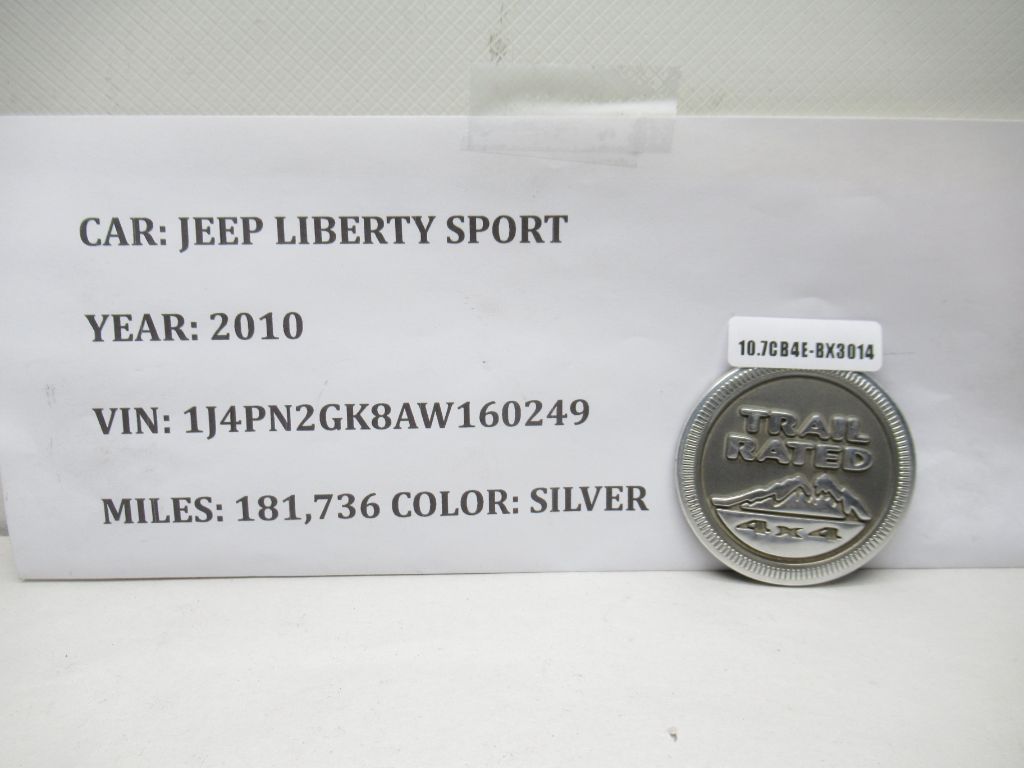 CAR: JEEP LIBERTY SPORT
YEAR: 2010
VIN: 1J4PN2GK8AW160249
MILES: 181,736 COLOR: SILVER
10.7CB4E-BX3014
TRAIL
RATED
4x4